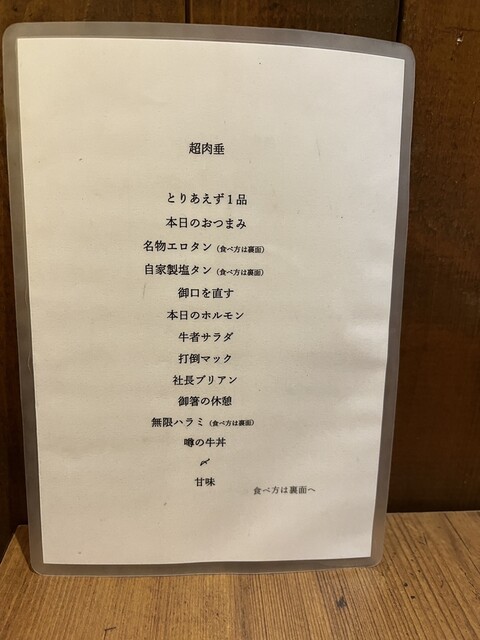 超肉垂
とりあえず1品
本日のおつまみ
名物エロタン(食べ方は裏面)
自家製塩タン(食べ方は裏面)
御口を直す
本日のホルモン
牛者サラダ
打倒マック
社長ブリアン
御箸の休憩
無限ハラミ(食べ方は裏面)
噂の牛丼
〆
甘味
食べ方は裏面へ